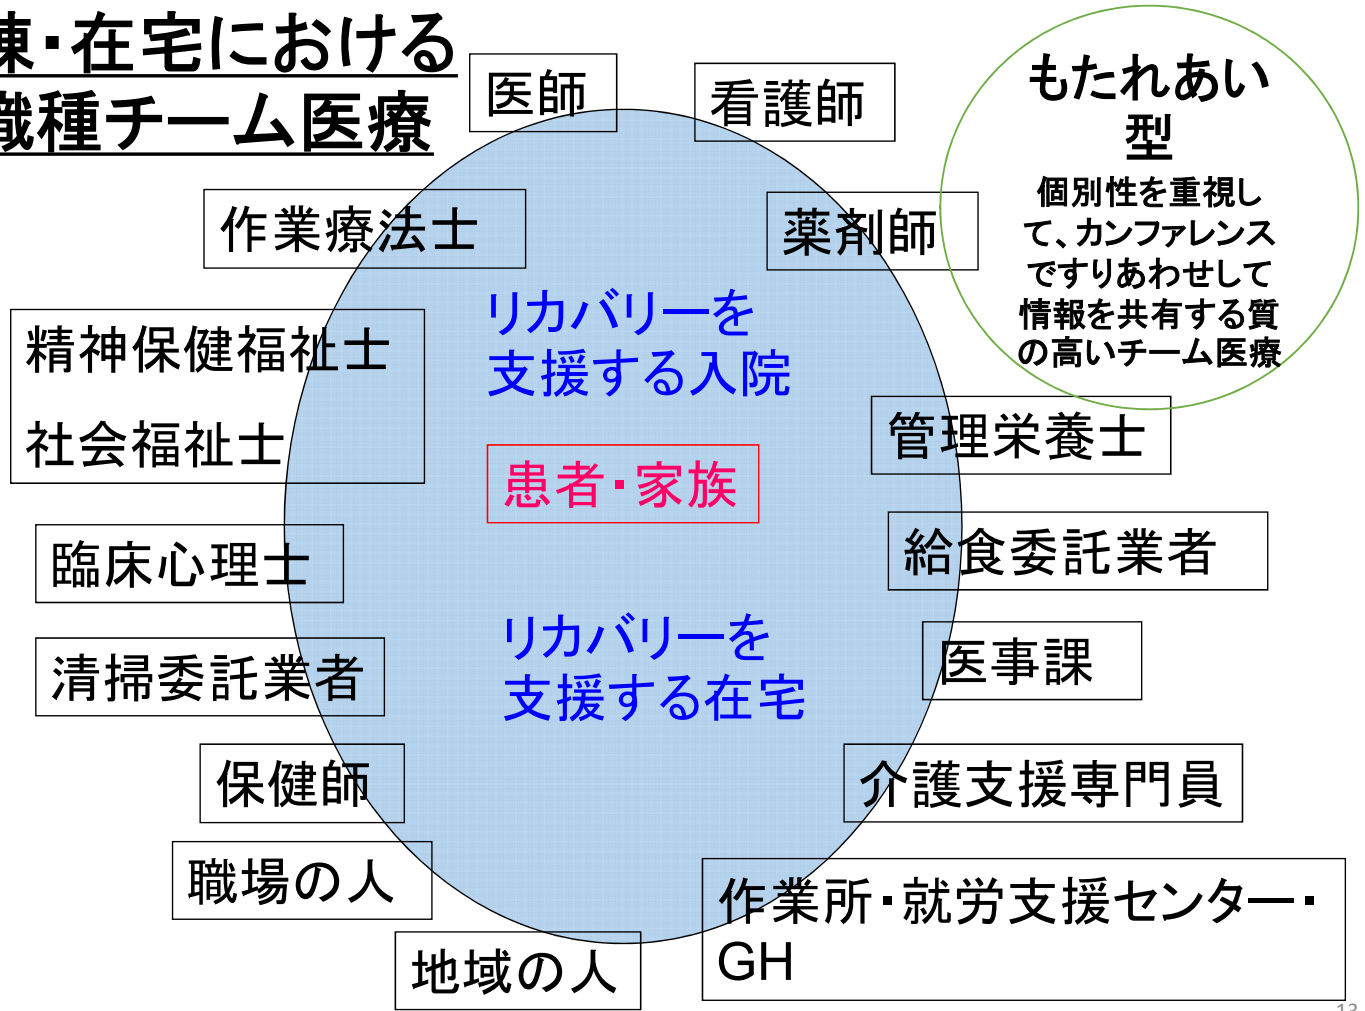 棟・在宅における
職種チーム医療
医師
看護師
もたれあい
型
個別性を重視し
て、カンファレンス
ですりあわせして
情報を共有する質
の高いチーム医療
作業療法士
薬剤師
リカバリーを
支援する入院
精神保健福祉士
社会福祉士
管理栄養士
患者・家族
臨床心理士
給食委託業者
清掃委託業者
リカバリーを
支援する在宅
医事課
保健師
介護支援専門員
職場の人
作業所・就労支援センター・
GH
地域の人
13